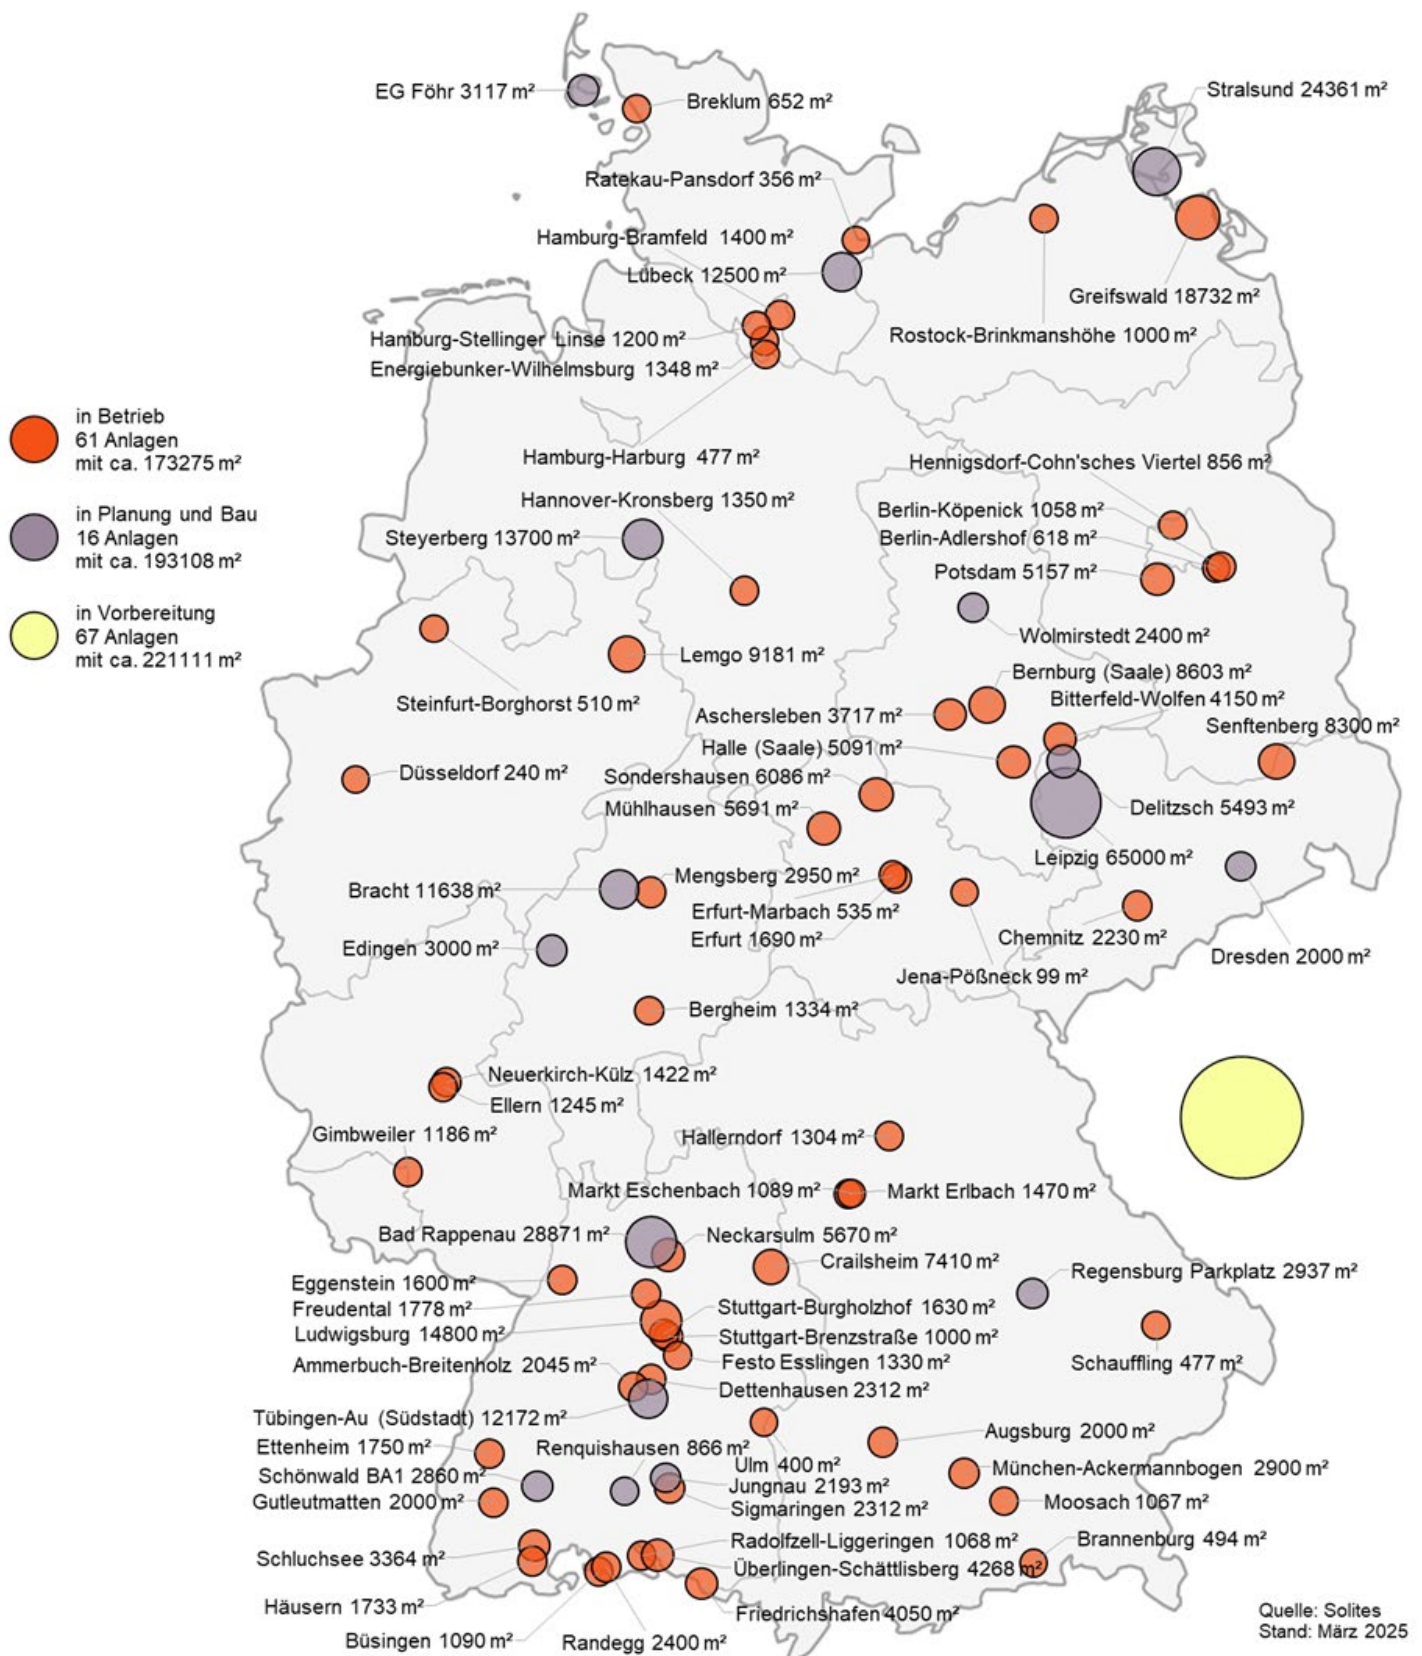 EG Föhr 3117 m²
Breklum 652 m²
Stralsund 24361 m²
Ratekau-Pansdorf 356 m²
Hamburg-Bramfeld 1400 m²
Lübeck 12500 m²
Greifswald 18732 m²
Rostock-Brinkmanshöhe 1000 m²
Hamburg-Stellinger Linse 1200 m²
Energiebunker-Wilhelmsburg 1348 m²
in Betrieb
61 Anlagen
mit ca. 173275 m²
in Planung und Bau
16 Anlagen
mit ca. 193108 m²
in Vorbereitung
67 Anlagen
mit ca. 221111 m²
Hamburg-Harburg 477 m²
Hennigsdorf-Cohn'sches Viertel 856 m²
Hannover-Kronsberg 1350 m²
Berlin-Köpenick 1058 m²
Steyerberg 13700 m²
Berlin-Adlershof 618 m²
Potsdam 5157 m²
Wolmirstedt 2400 m²
Lemgo 9181 m²
Bernburg (Saale) 8603 m²
Steinfurt-Borghorst 510 m²
Bitterfeld-Wolfen 4150 m²
Aschersleben 3717 m²
Senftenberg 8300 m²
Halle (Saale) 5091 m²
Düsseldorf 240 m²
Sondershausen 6086 m²
Mühlhausen 5691 m²
Delitzsch 5493 m²
Leipzig 65000 m²
Mengsberg 2950 m²
Bracht 11638 m²
Erfurt-Marbach 535 m²
Erfurt 1690 m²
Chemnitz 2230 m²
Edingen 3000 m²
Dresden 2000 m²
Jena-Pößneck 99 m²
Bergheim 1334 m²
Neuerkirch-Külz 1422 m²
Ellern 1245 m²
Gimbweiler 1186 m²
Hallerndorf 1304 m²
Markt Eschenbach 1089 m²
Markt Erlbach 1470 m²
Bad Rappenau 28871 m²
Neckarsulm 5670 m²
Crailsheim 7410 m²
Regensburg Parkplatz 2937 m²
Eggenstein 1600 m²
Freudental 1778 m²
Stuttgart-Burgholzhof 1630 m²
Ludwigsburg 14800 m²
Stuttgart-Brenzstraße 1000 m²
Festo Esslingen 1330 m²
Schauffling 477 m²
Ammerbuch-Breitenholz 2045 m²
Dettenhausen 2312 m²
Tübingen-Au (Südstadt) 12172 m²
Augsburg 2000 m²
Ettenheim 1750 m²
Renquishausen 866 m²
Ulm 400 m²
München-Ackermannbogen 2900 m²
Schönwald BA1 2860 m²
Jungnau 2193 m²
Gutleutmatten 2000 m²
Sigmaringen 2312 m²
Moosach 1067 m²
Radolfzell-Liggeringen 1068 m²
Brannenburg 494 m²
Schluchsee 3364 m²
Überlingen-Schättlisberg 4268 m²
Häusern 1733 m²
Friedrichshafen 4050 m²
Büsingen 1090 m²
Randegg 2400 m²
Quelle: Solites
Stand: März 2025